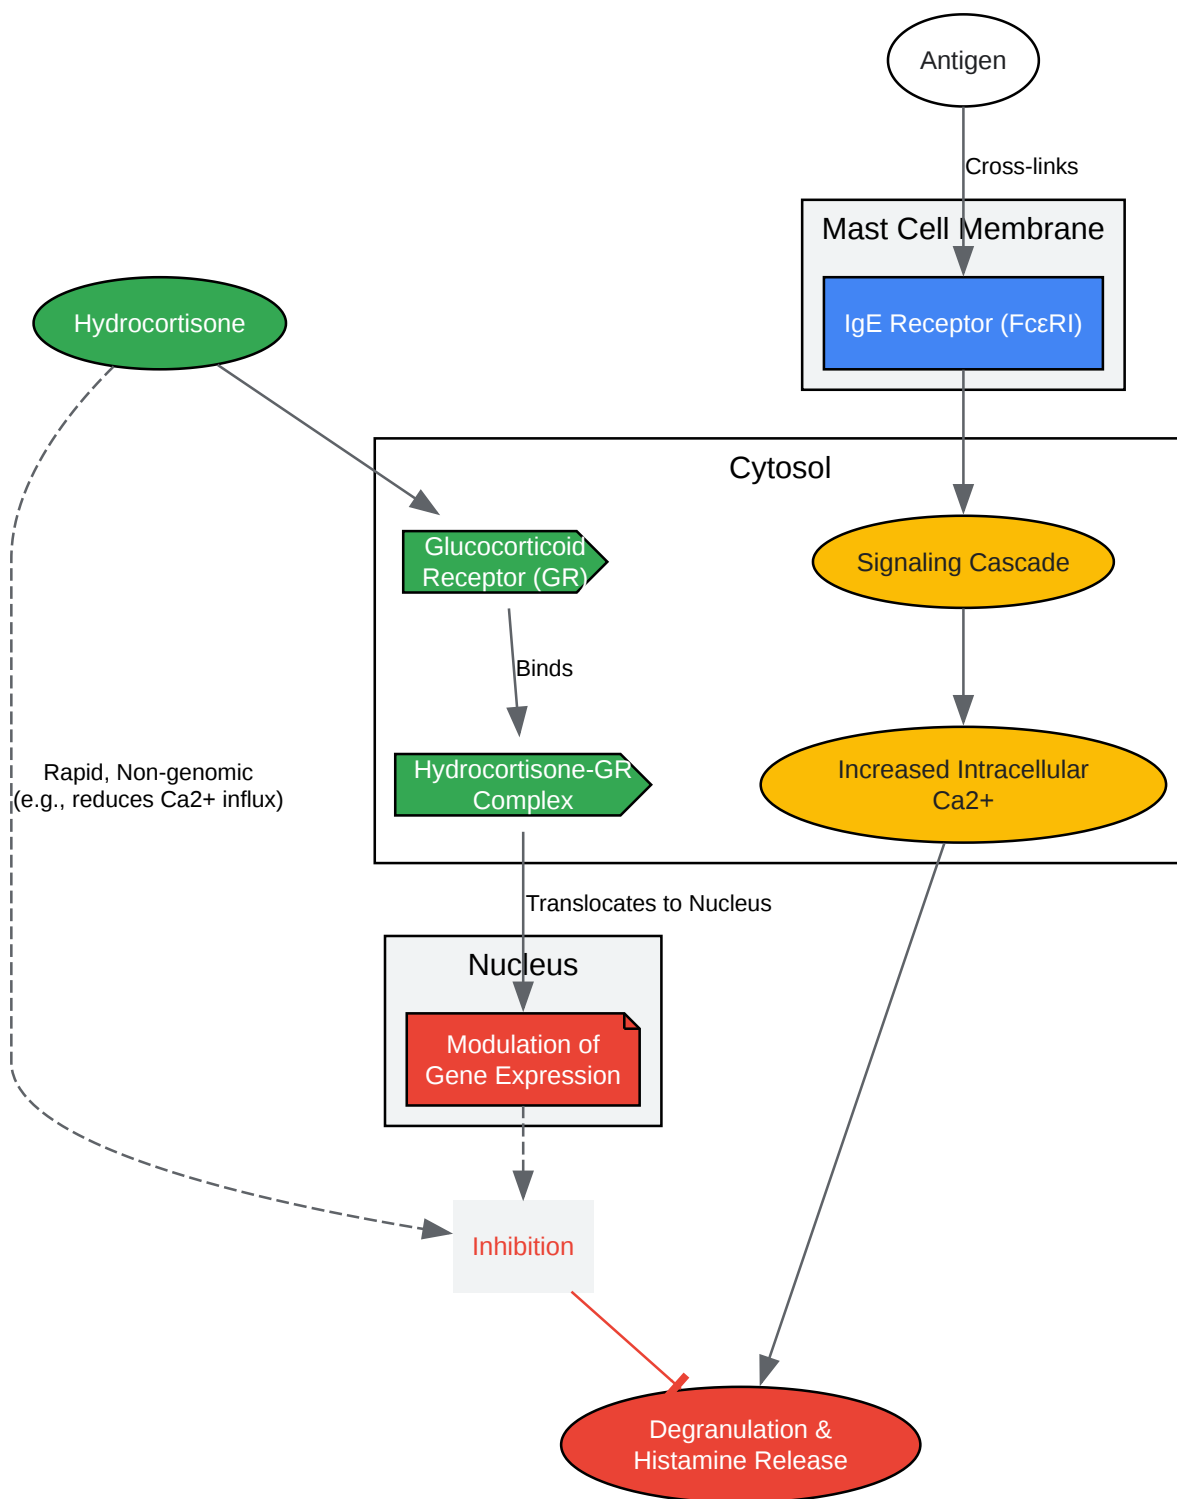 Antigen
Cross-links
Mast Cell Membrane
IgE Receptor (FcεRI)
Hydrocortisone
Cytosol
Glucocorticoid
Receptor (GR)
Signaling Cascade
Binds
Rapid, Non-genomic
(e.g., reduces Ca2+ influx)
Hydrocortisone-GR
Complex
Increased Intracellular
Ca2+
Translocates to Nucleus
Nucleus
Modulation of
Gene Expression
Inhibition
Degranulation &
Histamine Release